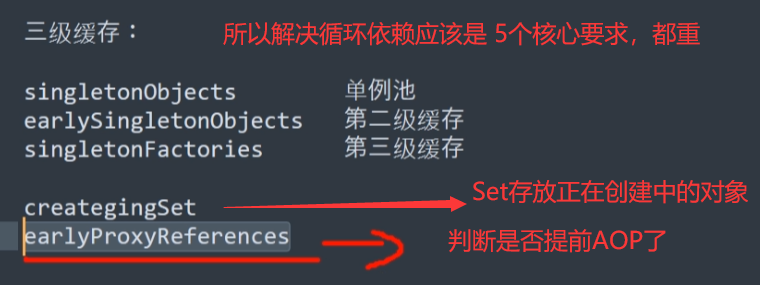 三级缓存：
所以解决循环依赖应该是 5个核心要求，都重
singletonObjects 单例池
earlySingletonObjects 第二级缓存
singletonFactories 第三级缓存
creategingSet
Set存放正在创建中的对象
earlyProxyReferences
判断是否提前AOP了